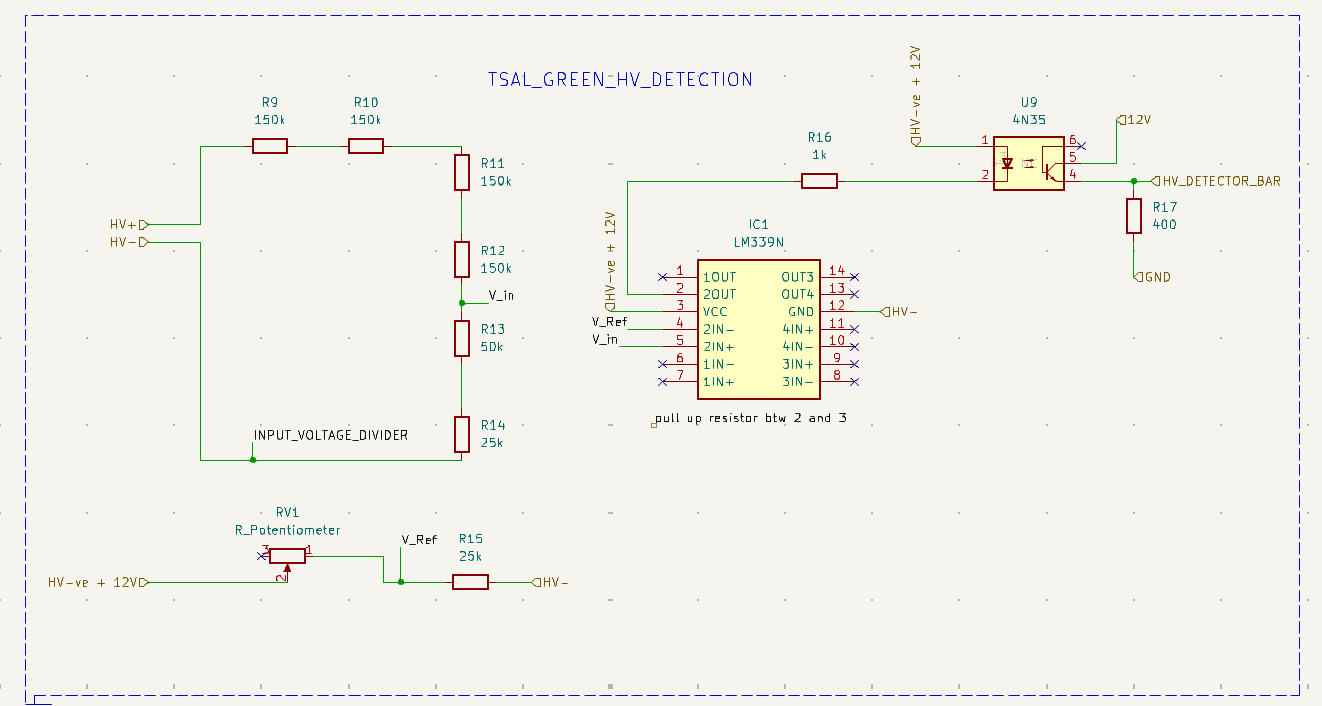 TSAL_GREEN_HV_DETECTION
R9
150k
R10
150k
R11
150k
R12
150k
V_in
R13
50k
R14
25k
HV+
HV-
INPUT_VOLTAGE_DIVIDER
RV1
R_Potentiometer
3
1
2
HV-ve + 12V
V_Ref
R15
25k
HV-
HV-ve + 12V
R16
1k
IC1
LM339N
1 1OUT OUT3 14
2 2OUT OUT4 13
3 VCC GND 12
4 2IN- 4IN+ 11
5 2IN+ 4IN- 10
6 1IN- 3IN+ 9
7 1IN+ 3IN- 8
V_Ref
V_in
HV-
pull up resistor btw 2 and 3
HV-ve + 12V
U9
4N35
1
2
6
5
4
12V
HV_DETECTOR_BAR
R17
400
GND